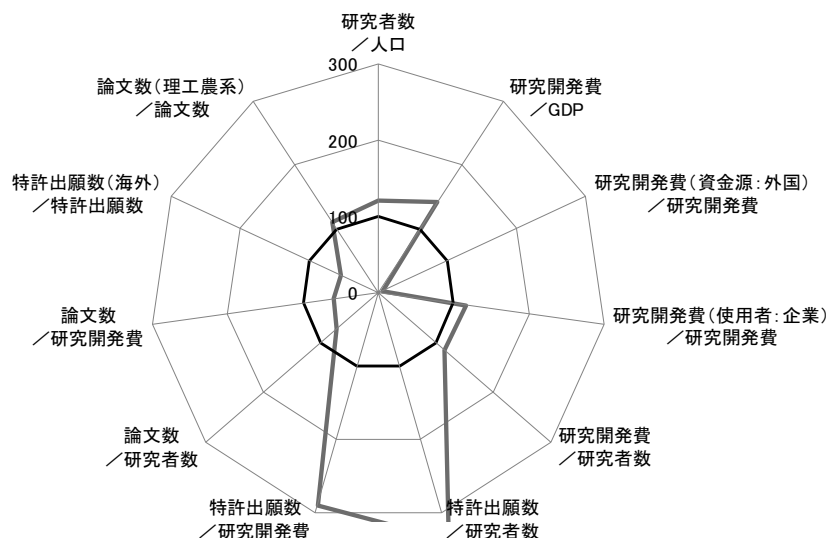 研究者数
／人口
研究開発費
／GDP
研究開発費（資金源：外国）
／研究開発費
研究開発費（使用者：企業）
／研究開発費
研究開発費
／研究者数
特許出願数
／研究者数
特許出願数
／研究開発費
論文数
／研究者数
論文数
／研究開発費
特許出願数（海外）
／特許出願数
論文数（理工農系）
／論文数
300
200
100
0